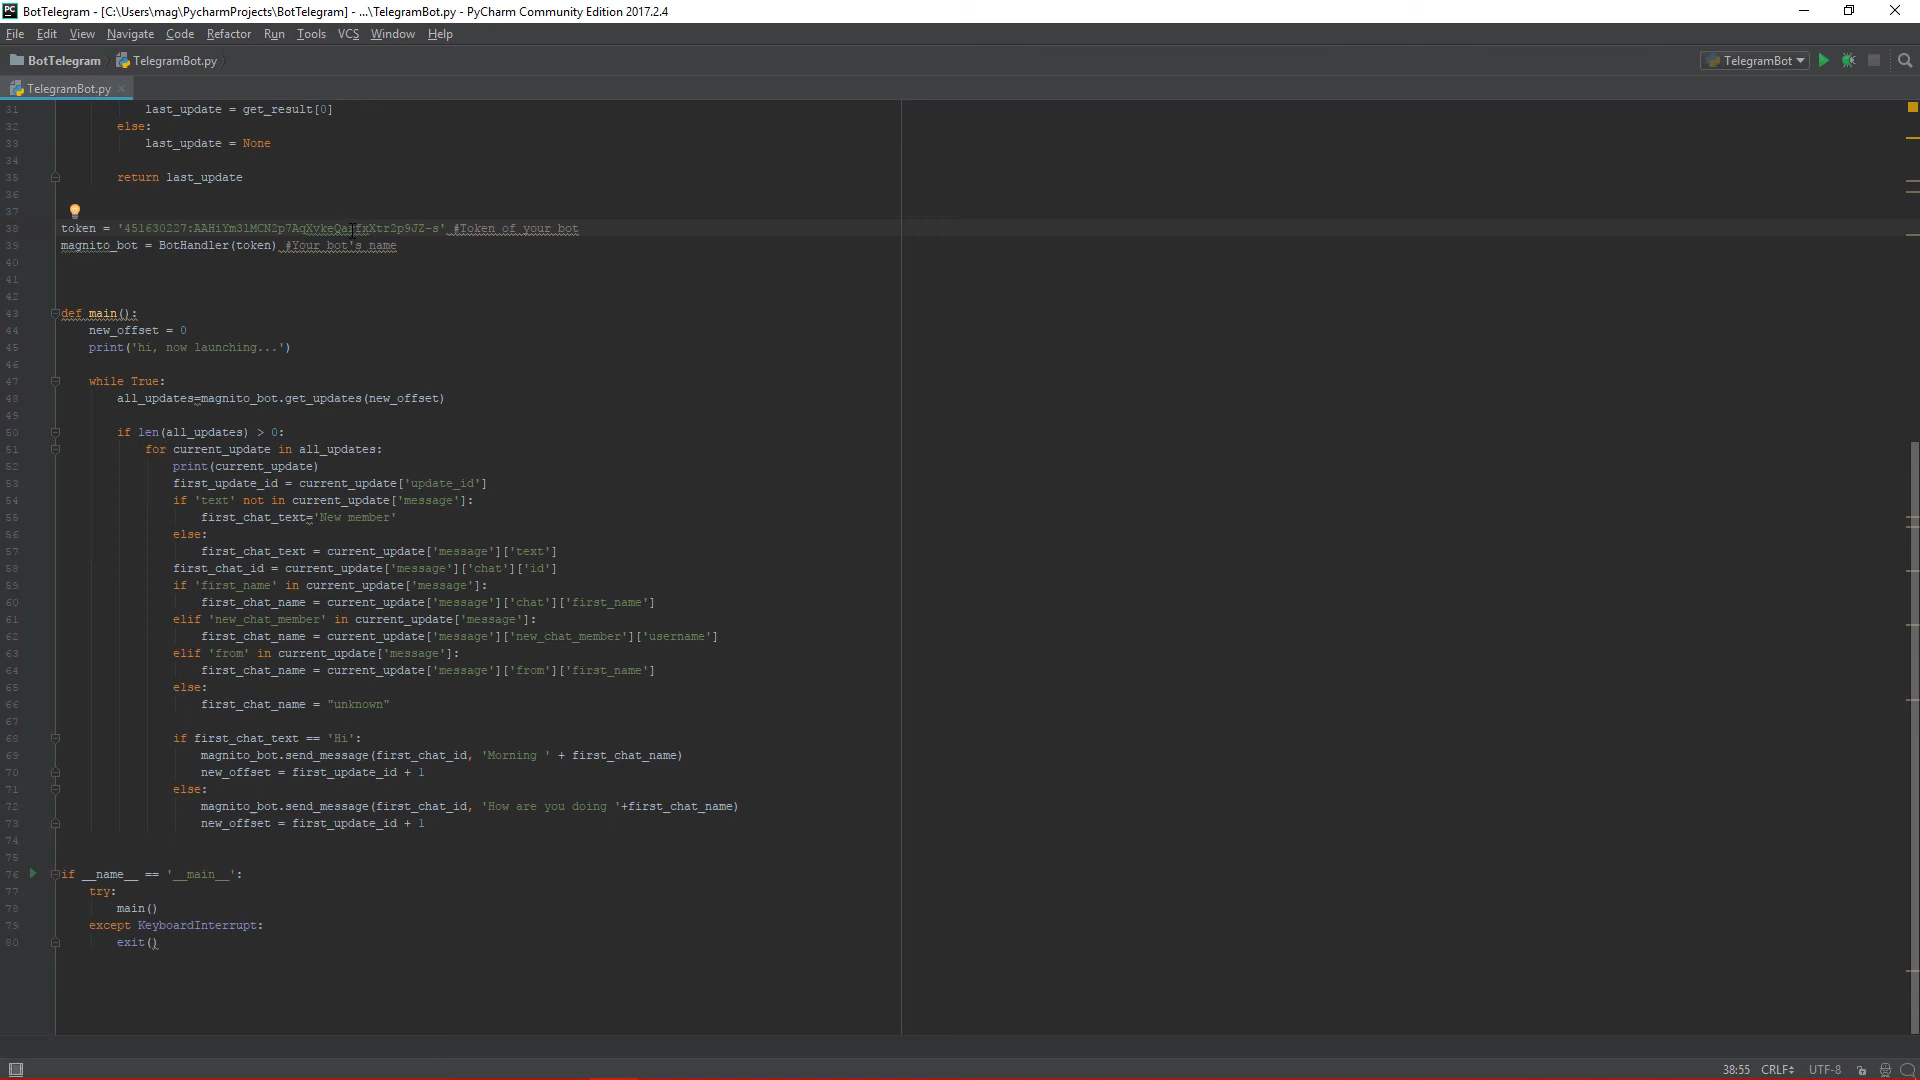 BotTelegram - [C:\Users\mag\PycharmProjects\BotTelegram] - ...\TelegramBot.py - PyCharm Community Edition 2017.2.4
File Edit View Navigate Code Refactor Run Tools VCS Window Help
BotTelegram TelegramBot.py TelegramBot
TelegramBot.py
31 last_update = get_result[0]
32 else:
33 last_update = None
34
35 return last_update
36
37
38 token = #Token of your bot
39 magnito_bot = BotHandler(token) #Your bot's name
40
41
42
43 def main():
44 new_offset = 0
45 print('hi, now launching...')
46
47 while True:
48 all_updates=magnito_bot.get_updates(new_offset)
49
50 if len(all_updates) > 0:
51 for current_update in all_updates:
52 print(current_update)
53 first_update_id = current_update['update_id']
54 if 'text' not in current_update['message']:
55 first_chat_text='New member'
56 else:
57 first_chat_text = current_update['message']['text']
58 first_chat_id = current_update['message']['chat']['id']
59 if 'first_name' in current_update['message']:
60 first_chat_name = current_update['message']['chat']['first_name']
61 elif 'new_chat_member' in current_update['message']:
62 first_chat_name = current_update['message']['new_chat_member']['username']
63 elif 'from' in current_update['message']:
64 first_chat_name = current_update['message']['from']['first_name']
65 else:
66 first_chat_name = "unknown"
67
68 if first_chat_text == 'Hi':
69 magnito_bot.send_message(first_chat_id, 'Morning ' + first_chat_name)
70 new_offset = first_update_id + 1
71 else:
72 magnito_bot.send_message(first_chat_id, 'How are you doing '+first_chat_name)
73 new_offset = first_update_id + 1
74
75
76 if __name__ == '__main__':
77 try:
78 main()
79 except KeyboardInterrupt:
80 exit()
38:55 CRLF UTF-8